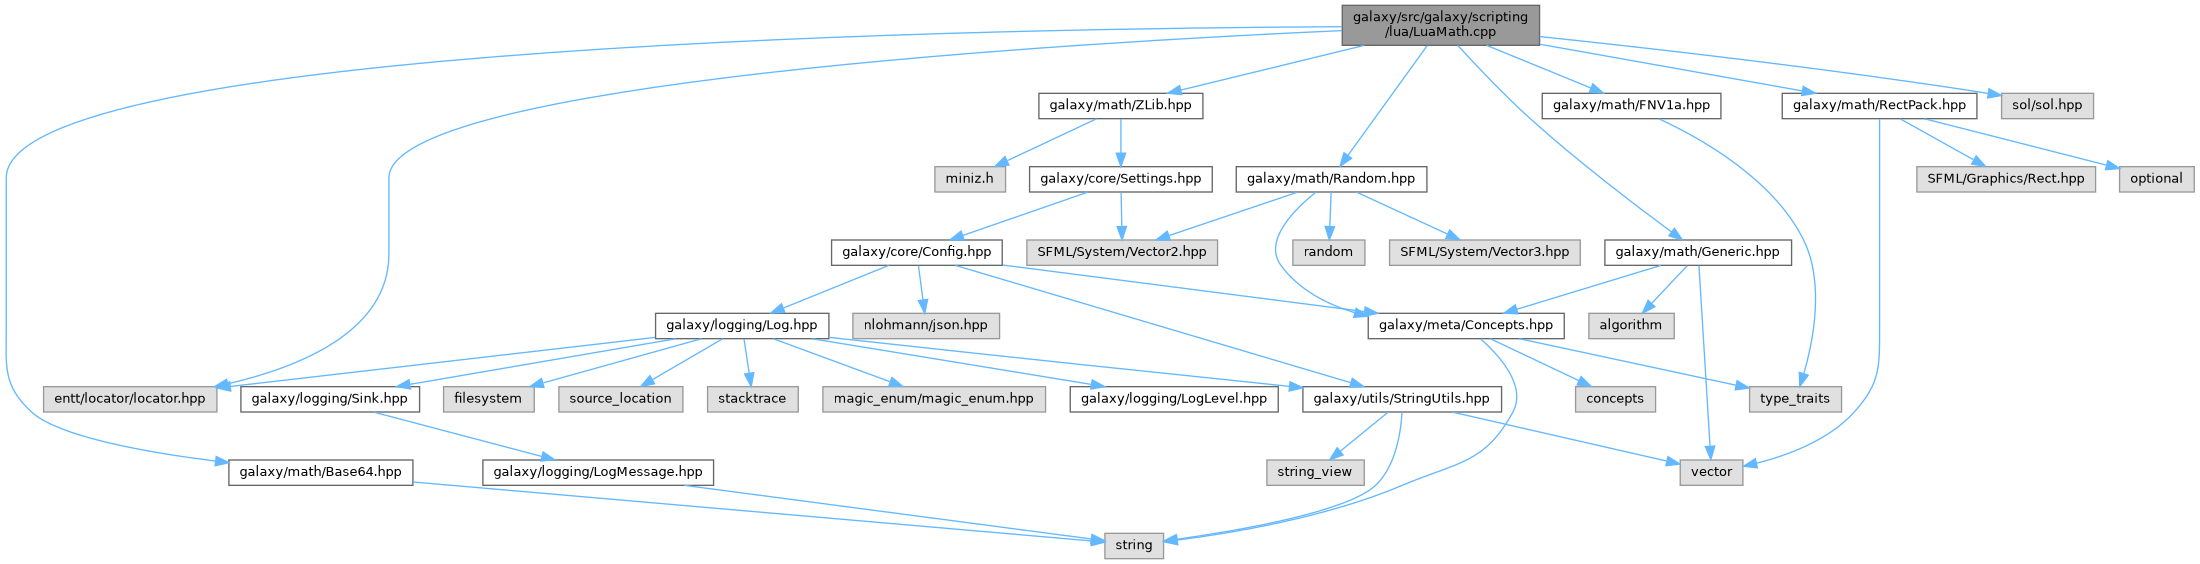 galaxy/src/galaxy/scripting
/lua/LuaMath.cpp
galaxy/math/ZLib.hpp
galaxy/math/FNV1a.hpp
galaxy/math/RectPack.hpp
sol/sol.hpp
miniz.h
galaxy/core/Settings.hpp
galaxy/math/Random.hpp
SFML/Graphics/Rect.hpp
optional
galaxy/core/Config.hpp
SFML/System/Vector2.hpp
random
SFML/System/Vector3.hpp
galaxy/math/Generic.hpp
galaxy/logging/Log.hpp
nlohmann/json.hpp
galaxy/meta/Concepts.hpp
algorithm
entt/locator/locator.hpp
galaxy/logging/Sink.hpp
filesystem
source_location
stacktrace
magic_enum/magic_enum.hpp
galaxy/logging/LogLevel.hpp
galaxy/utils/StringUtils.hpp
concepts
type_traits
galaxy/math/Base64.hpp
galaxy/logging/LogMessage.hpp
string_view
vector
string